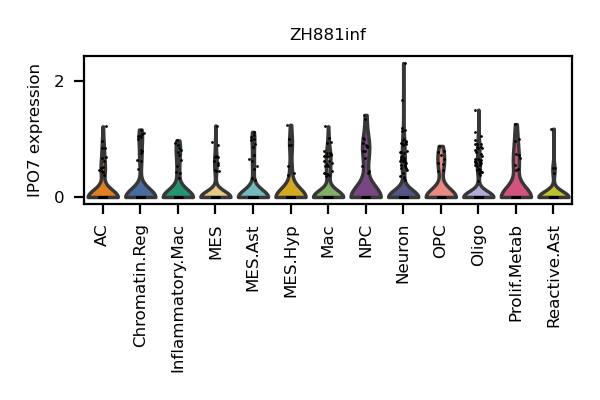 ZH881inf
IPO7 expression
2
0
AC
Chromatin.Reg
Inflammatory.Mac
MES
MES.Ast
MES.Hyp
Mac
NPC
Neuron
OPC
Oligo
Prolif.Metab
Reactive.Ast